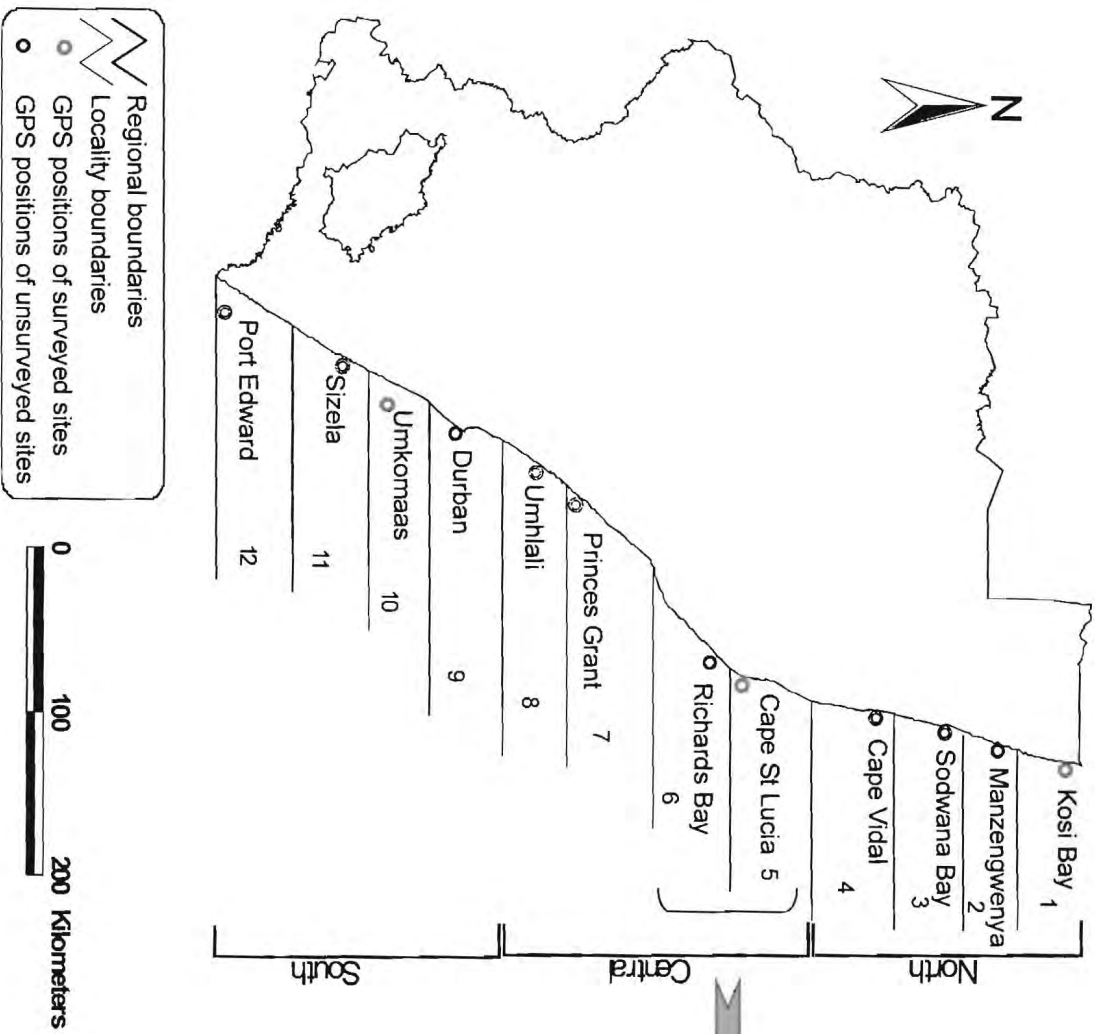 N
Kosi Bay 1
Manzengwenya
2
Sodwana Bay
3
Cape Vidal
4
Cape St Lucia 5
Richards Bay
6
Princes Grant 7
Umhlali
8
Durban
9
Umkomaas
10
Sizela
11
Port Edward
12
North
Central
South
Regional boundaries
Locality boundaries
GPS positions of surveyed sites
GPS positions of unsurveyed sites
0 100 200 Kilometers